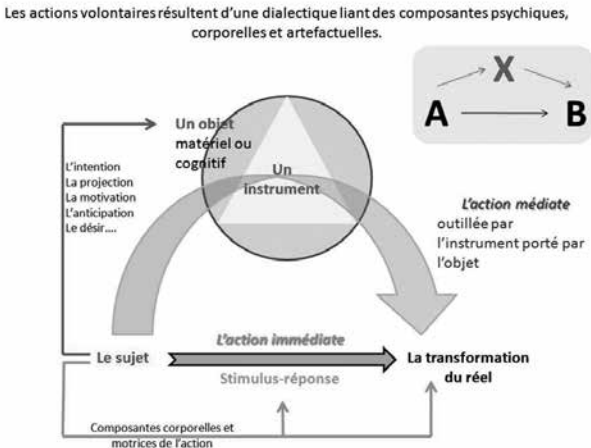 Les actions volontaires résultent d'une dialectique liant des composantes psychiques,
corporelles et artefactuelles.
X
A
B
Un objet
matériel ou
cognitif
Un
instrument
L'intention
La projection
La motivation
L'anticipation
Le désir....
L'action médiate
outillée par
l'instrument porté par
l'objet
L'action immédiate
Le sujet
La transformation
du réel
Stimulus-réponse
Composantes corporelles et
motrices de l'action